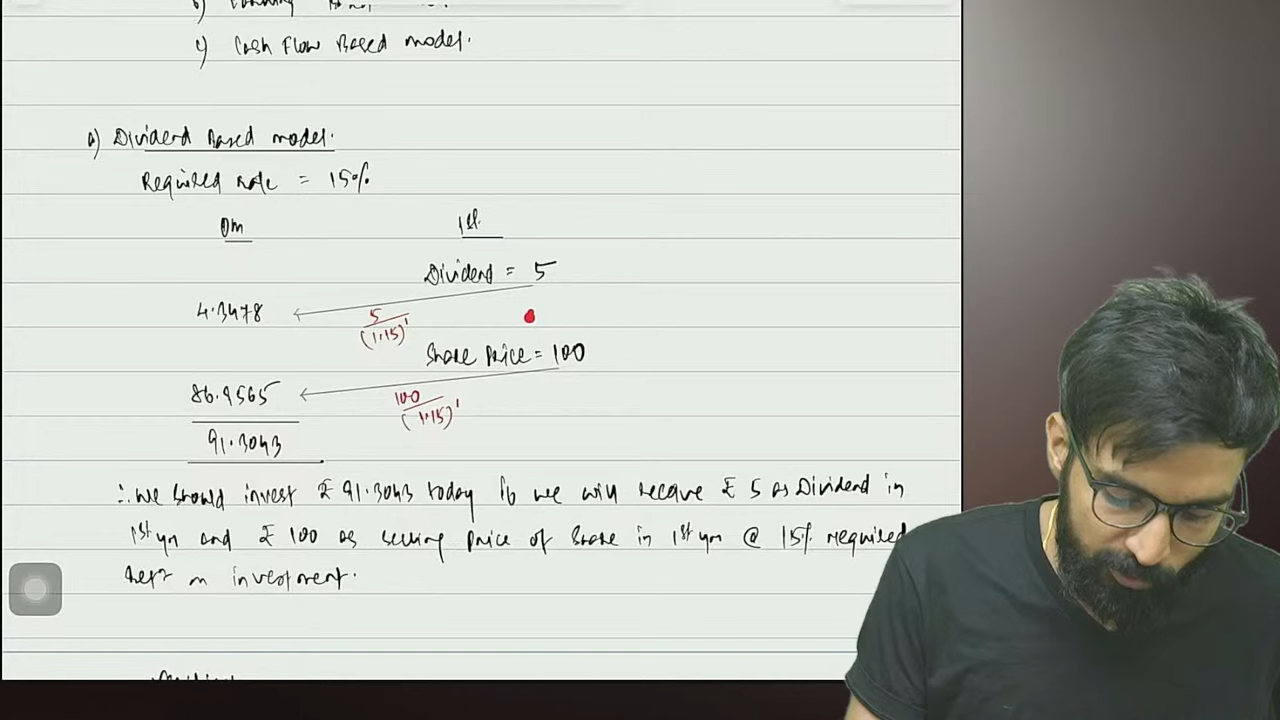 c) Cash Flow Based model.
a) Dividend Based model.
Required rate = 15%
0m 1st
Dividend = 5
4.3478 5/(1.15)¹
Share Price = 100
86.9565 100/(1.15)¹
91.3043
∴ We should invest ₹ 91.3043 today if we will receive ₹ 5 as Dividend in
1st yr and ₹ 100 as selling price of share in 1st yr @ 15% required
on investment.